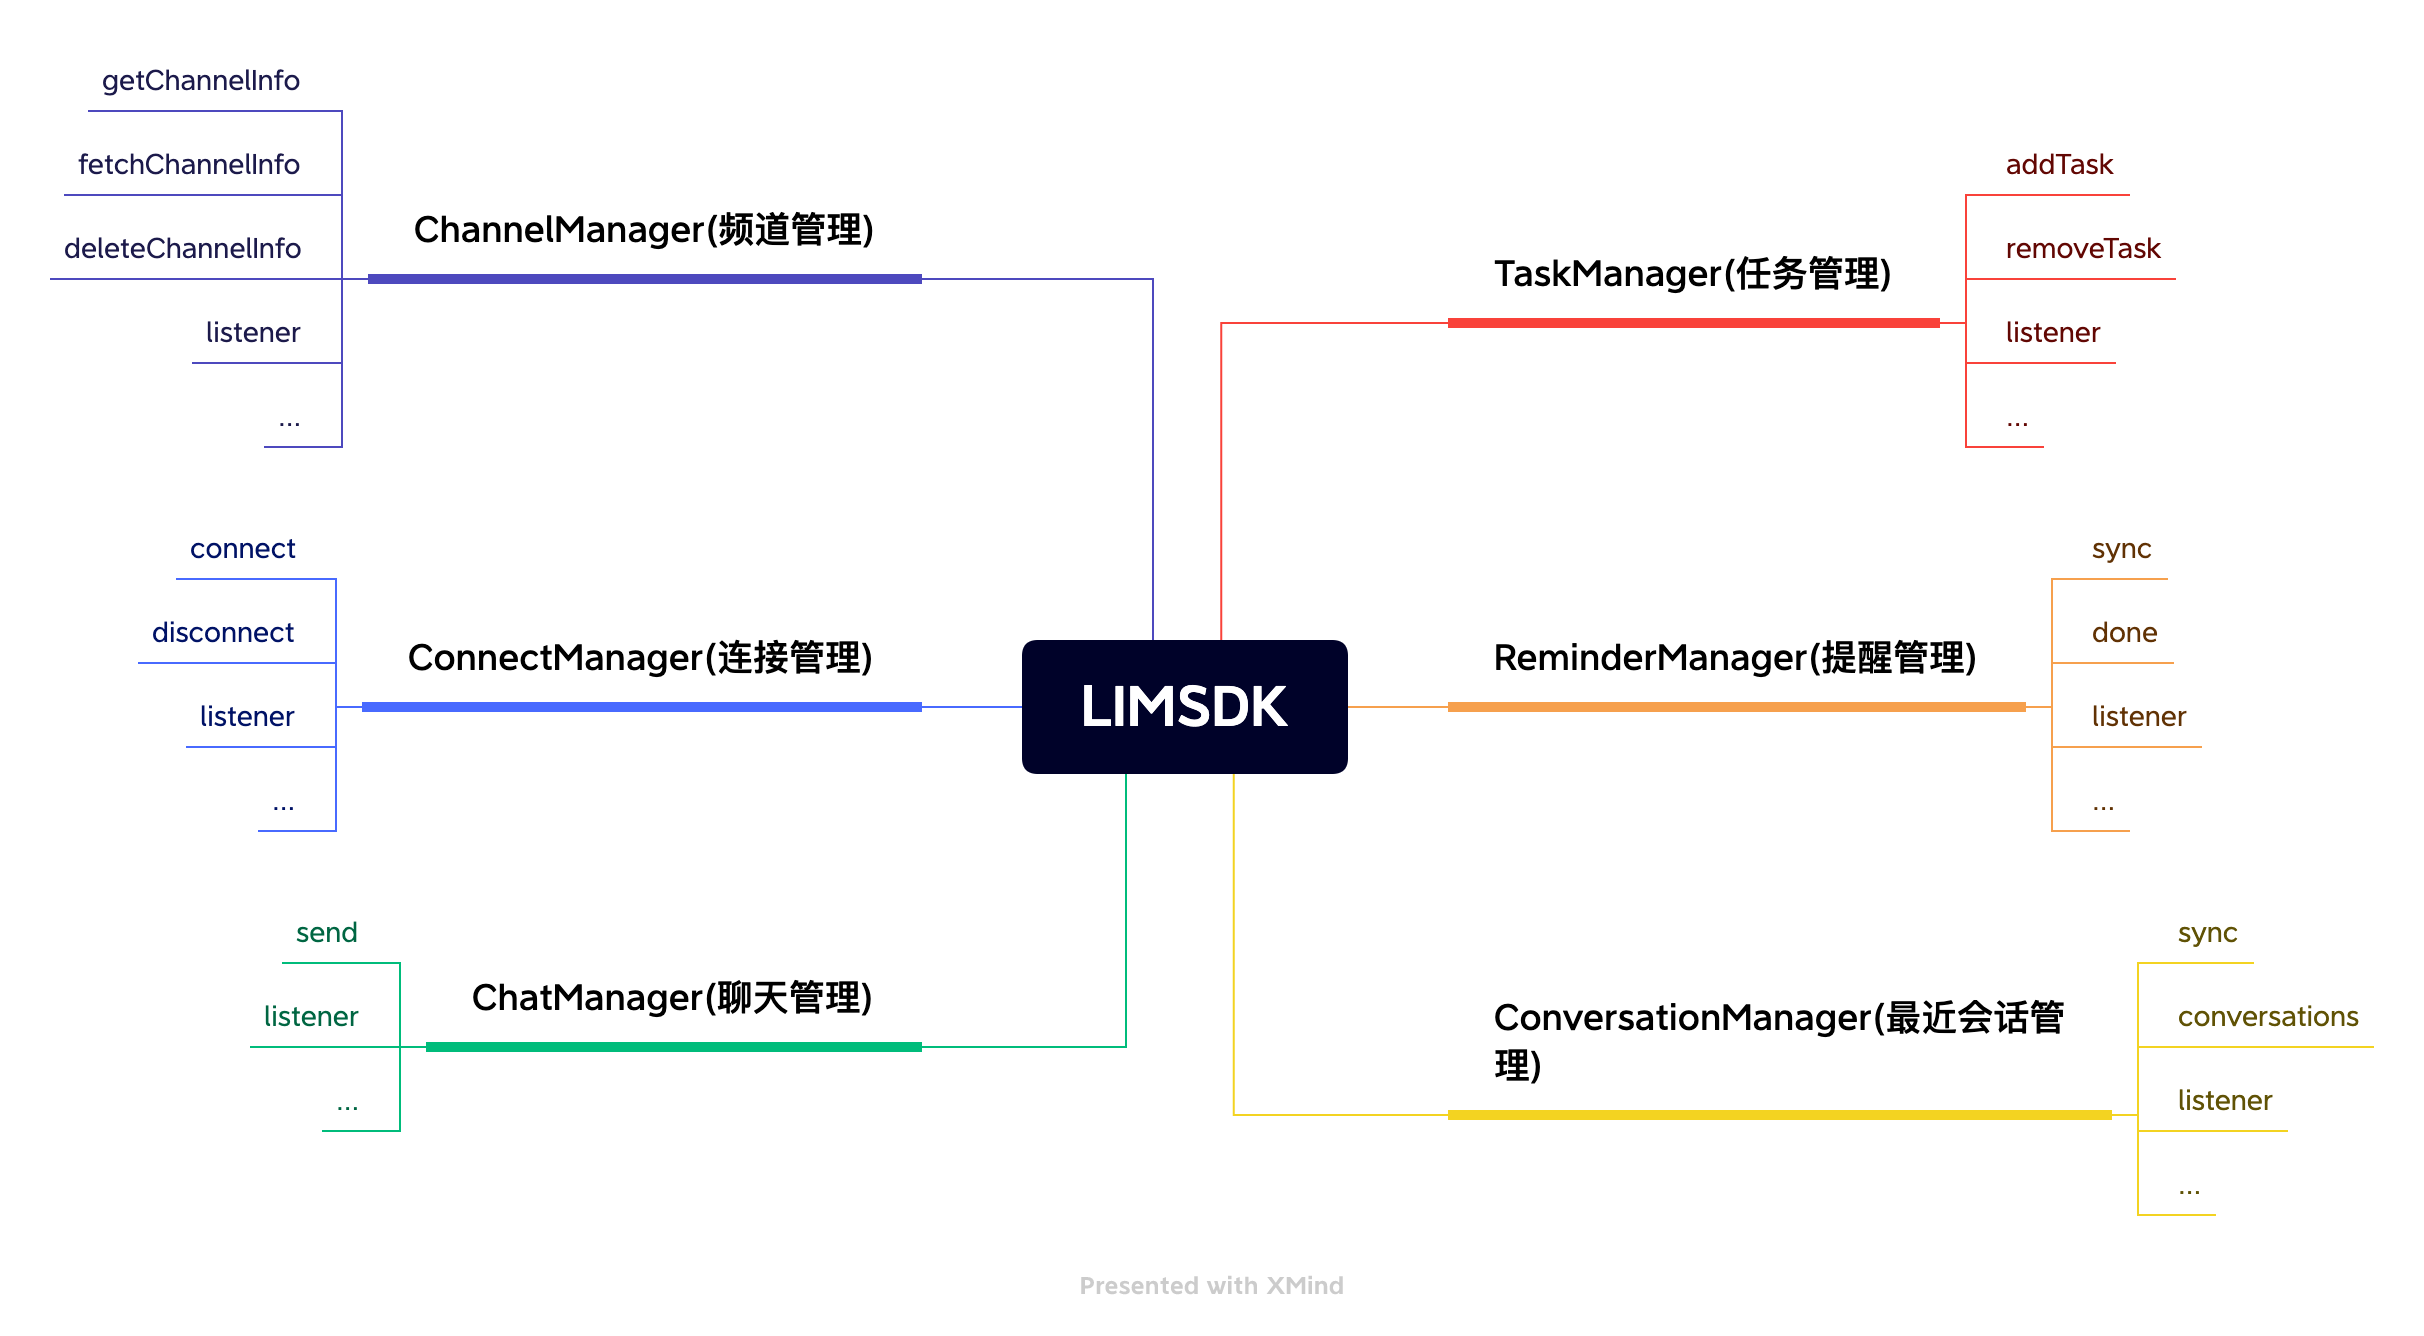 getChannelInfo
fetchChannelInfo
deleteChannelInfo
listener
...
ChannelManager(频道管理)
connect
disconnect
listener
...
ConnectManager(连接管理)
send
listener
...
ChatManager(聊天管理)
LIMSDK
TaskManager(任务管理)
addTask
removeTask
listener
...
ReminderManager(提醒管理)
sync
done
listener
...
ConversationManager(最近会话管
理)
sync
conversations
listener
...
Presented with XMind